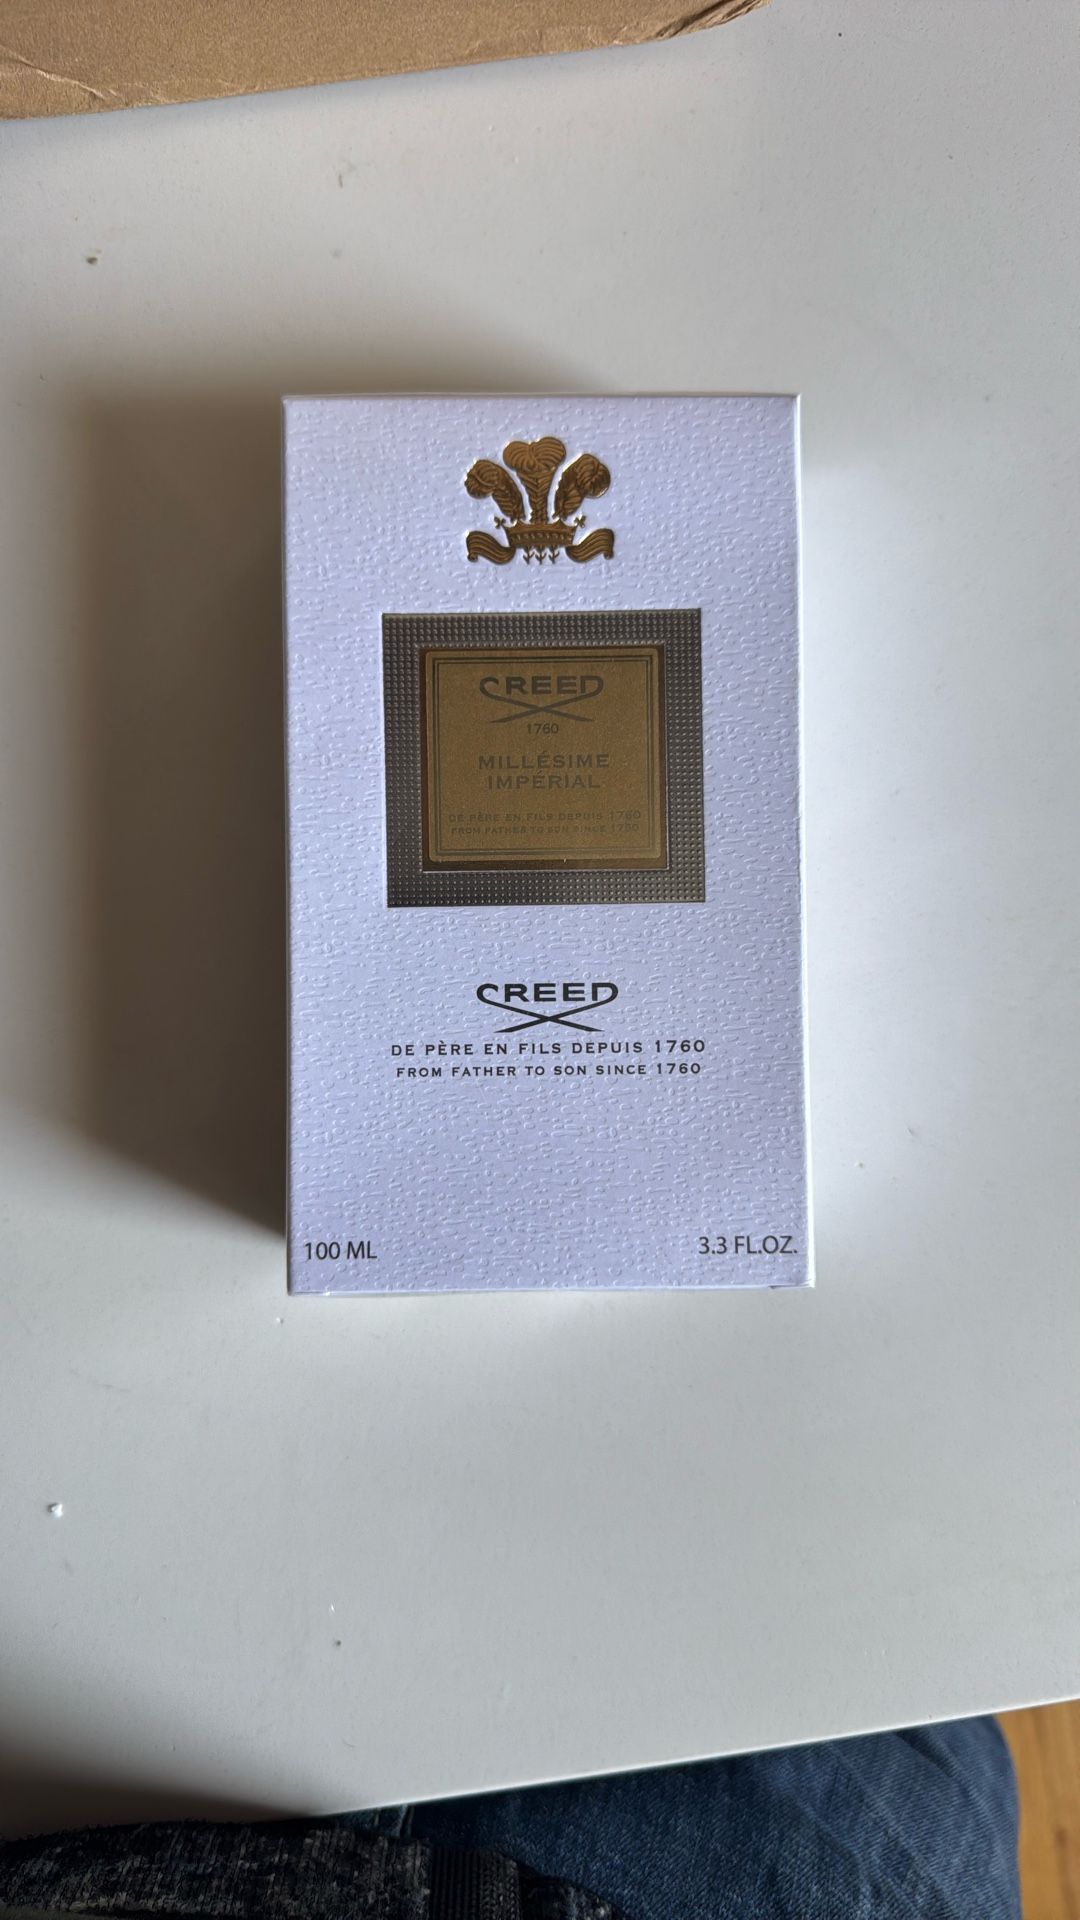 CREED
1760
MILLÉSIME
IMPÉRIAL
DE PÈRE EN FILS DEPUIS 1760
FROM FATHER TO SON SINCE 1760
CREED
DE PÈRE EN FILS DEPUIS 1760
FROM FATHER TO SON SINCE 1760
100 ML
3.3 FL.OZ.